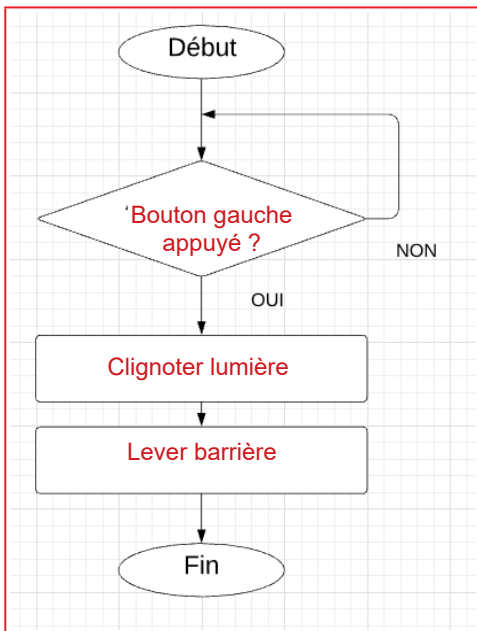 Début
'Bouton gauche
appuyé ?
NON
OUI
Clignoter lumière
Lever barrière
Fin